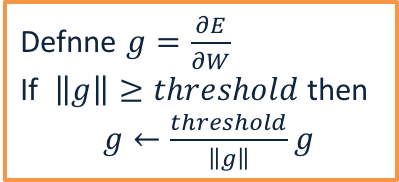 Defnne g = ∂E/∂W
If ‖g‖ ≥ threshold then
g ← threshold/‖g‖ g